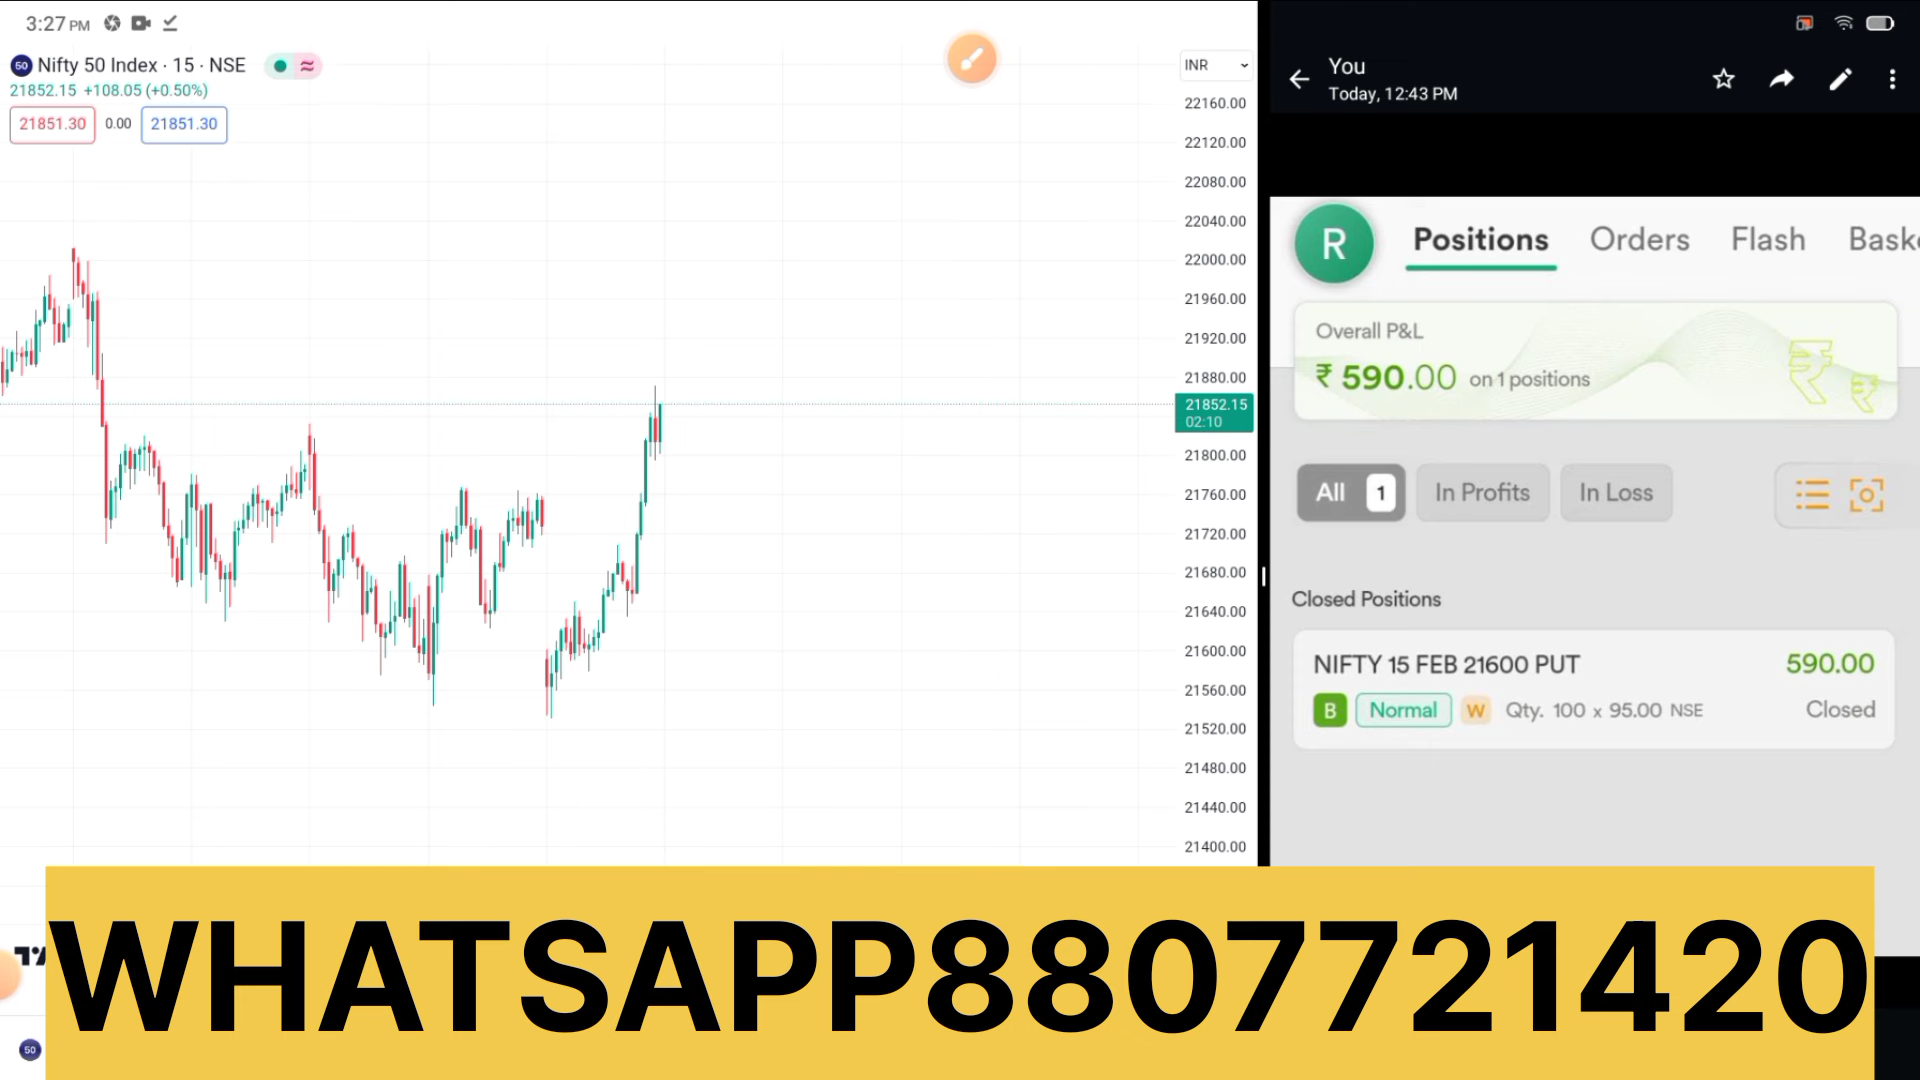 3:27 PM
50 Nifty 50 Index · 15 · NSE
21852.15 +108.05 (+0.50%)
21851.30 0.00 21851.30
INR
22160.00
22120.00
22080.00
22040.00
22000.00
21960.00
21920.00
21880.00
21852.15
02:10
21800.00
21760.00
21720.00
21680.00
21640.00
21600.00
21560.00
21520.00
21480.00
21440.00
21400.00
You
Today, 12:43 PM
R Positions Orders Flash Bask
Overall P&L
₹ 590.00 on 1 positions
All 1 In Profits In Loss
Closed Positions
NIFTY 15 FEB 21600 PUT 590.00
B Normal W Qty. 100 x 95.00 NSE Closed
WHATSAPP8807721420
50